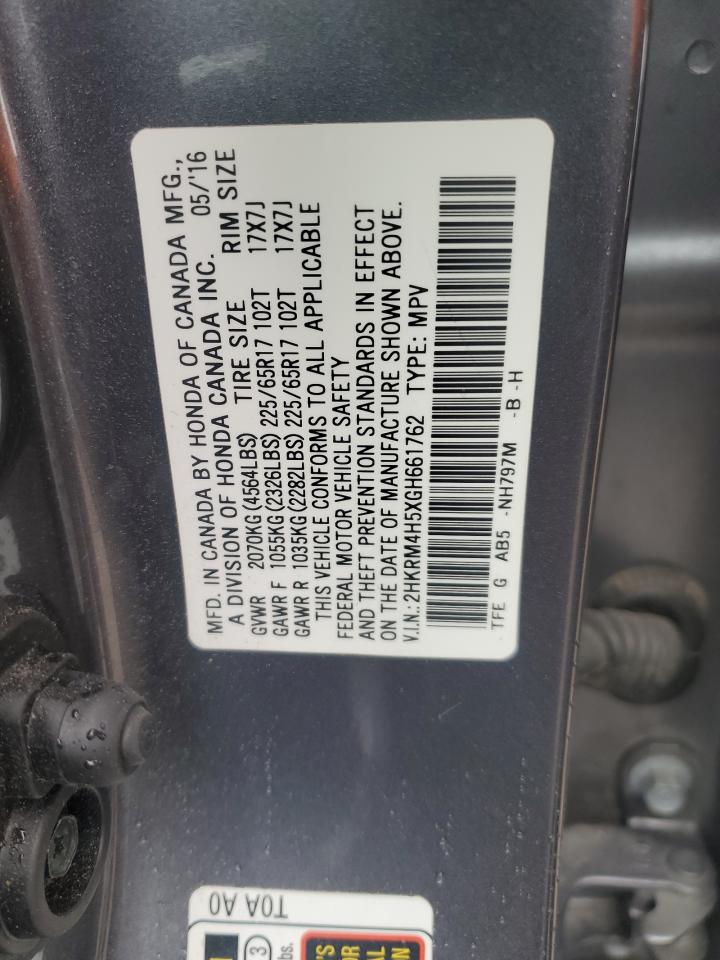 MFD. IN CANADA BY HONDA OF CANADA MFG.,
A DIVISION OF HONDA CANADA INC. 05/'16
TIRE SIZE RIM SIZE
GVWR 2070KG(4564LBS)
GAWR F 1055KG(2326LBS) 225/65R17 102T 17X7J
GAWR R 1035KG(2282LBS) 225/65R17 102T 17X7J
THIS VEHICLE CONFORMS TO ALL APPLICABLE
FEDERAL MOTOR VEHICLE SAFETY
AND THEFT PREVENTION STANDARDS IN EFFECT
ON THE DATE OF MANUFACTURE SHOWN ABOVE.
V.I.N.: 2HKRM4H5XGH661762 TYPE: MPV
TFE G AB5 -NH797M -B -H
T0A A0
3
lbs.